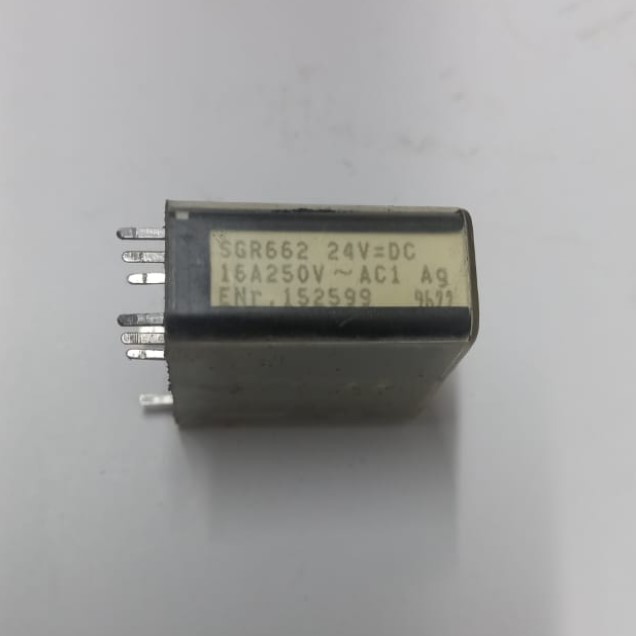 SGR662 24V=DC
16A250V ~ AC1 Ag
ENr.152599 9622